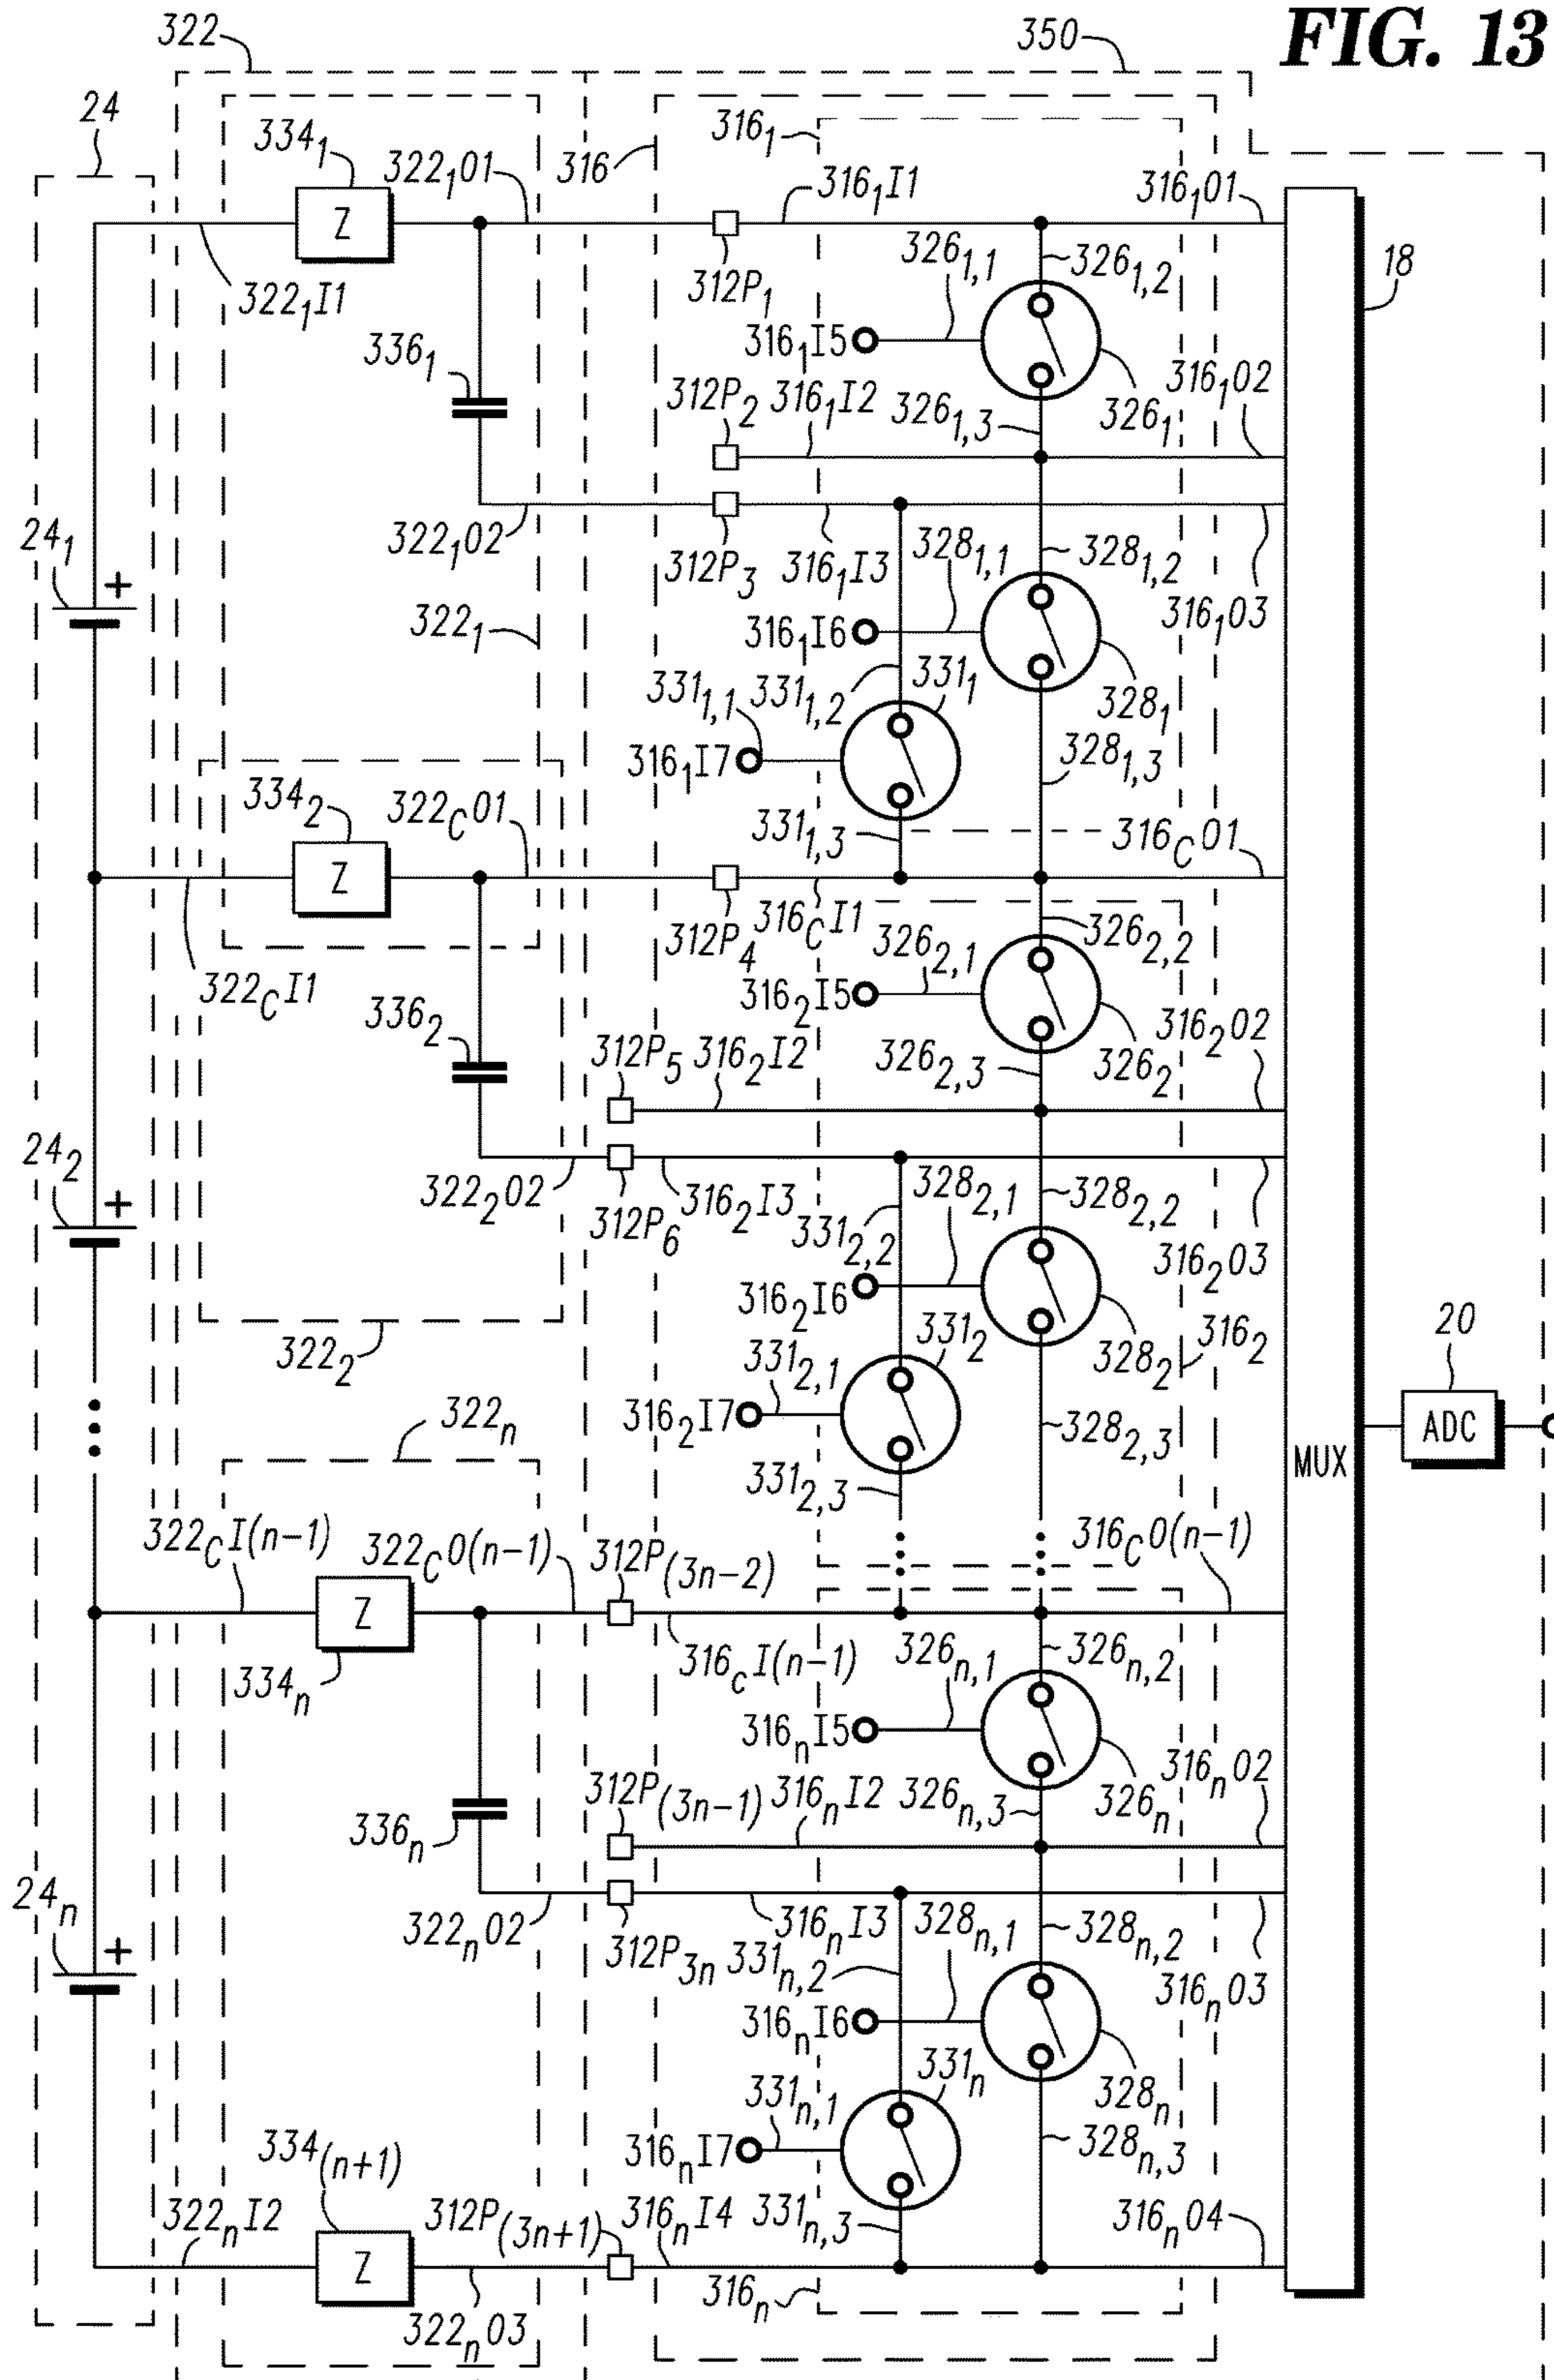 FIG. 13
322
350
24
334₁
322₁01
316
316₁
316₁I1
316₁01
Z
322₁I1
312P₁
326₁,₁
326₁,₂
18
336₁
316₁I5
312P₂
316₁I2
326₁,₃
326₁
316₁02
24₁
+
322₁02
312P₃
316₁I3
328₁,₁
328₁,₂
316₁03
322₁
316₁I6
331₁,₁
331₁,₂
331₁
328₁
316₁I7
328₁,₃
334₂
322C01
331₁,₃
316C01
Z
322CI1
312P₄
316CI1
326₂,₁
326₂,₂
336₂
316₂I5
312P₅
316₂I2
326₂,₃
326₂
316₂02
24₂
+
322₂02
312P₆
316₂I3
331₂,₂
328₂,₁
328₂,₂
316₂03
322₂
316₂I6
331₂,₁
331₂
328₂
316₂
20
322ₙ
316₂I7
328₂,₃
MUX
ADC
331₂,₃
322CI(n-1)
322C0(n-1)
312P(3n-2)
316C0(n-1)
Z
334ₙ
316cI(n-1)
326n,1
326n,2
316ₙI5
336ₙ
312P(3n-1)
316ₙI2
326n,3
326ₙ
316ₙ02
24ₙ
+
322ₙ02
312P3n
316ₙI3
331n,2
328n,1
328n,2
316ₙ03
316ₙI6
331n,1
331ₙ
328ₙ
316ₙI7
328n,3
334(n+1)
322ₙI2
Z
312P(3n+1)
316ₙI4
331n,3
316ₙ04
322ₙ03
316ₙ